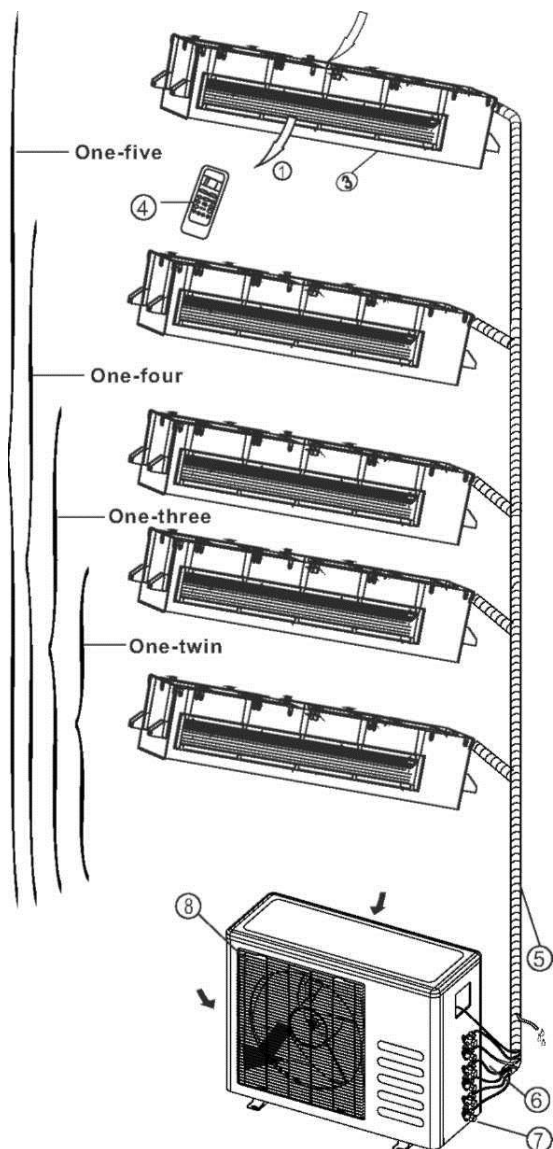 One-five
① ③
④
One-four
One-three
One-twin
⑧
⑤
⑥
⑦